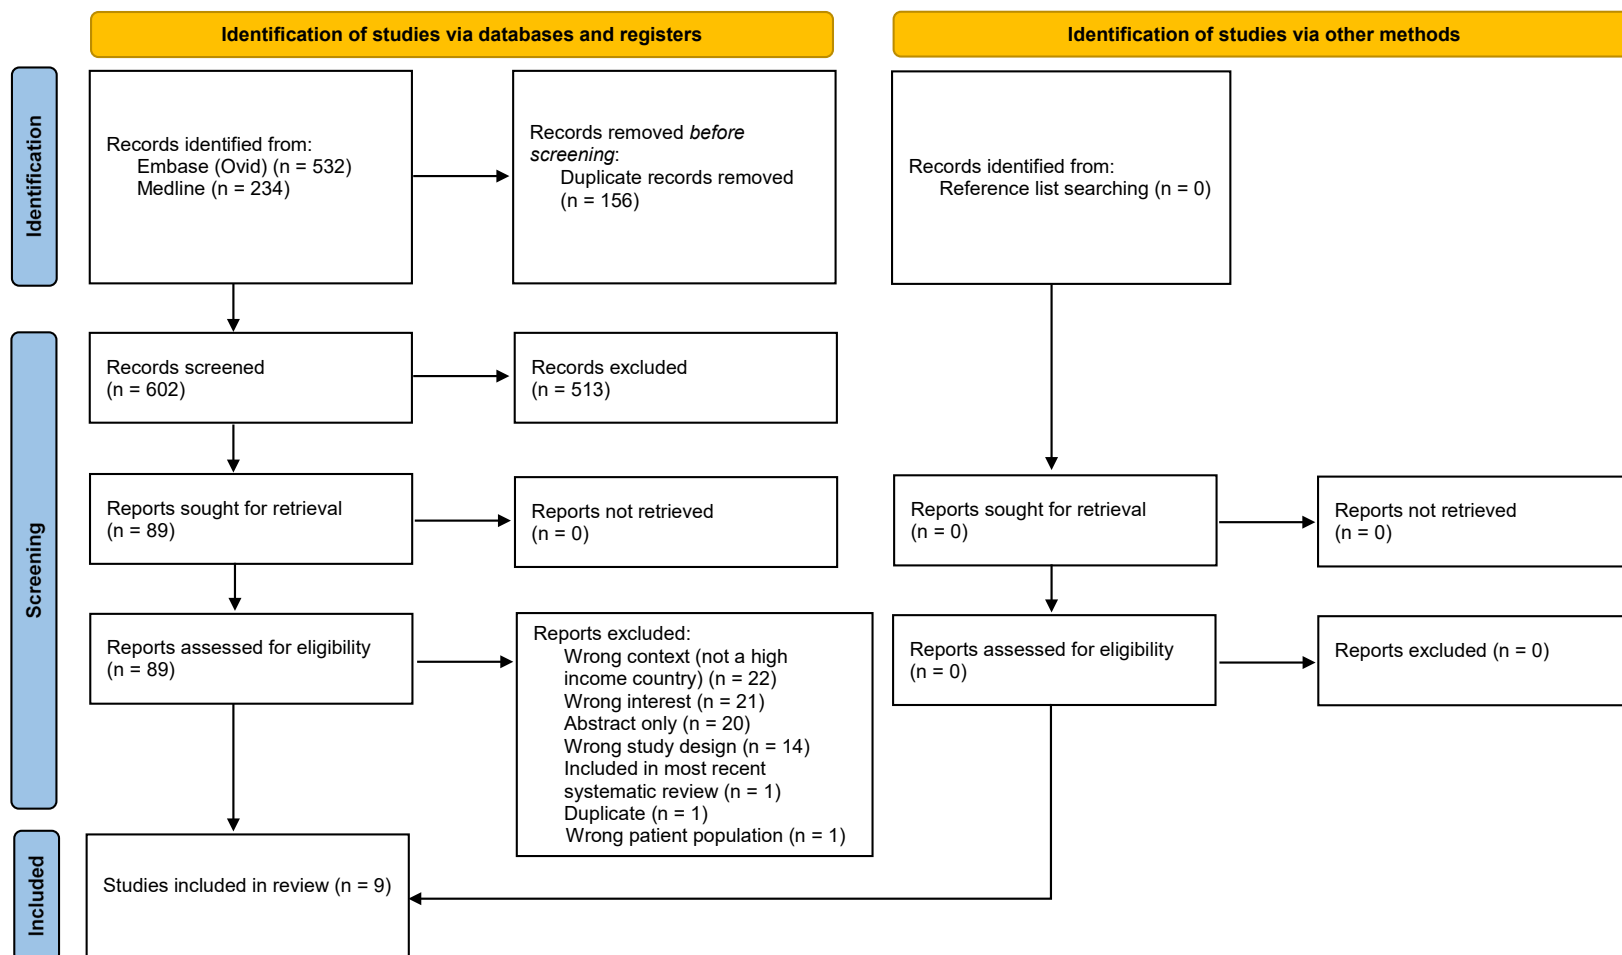 Identification of studies via databases and registers
Identification of studies via other methods
Identification
Records identified from:
Embase (Ovid) (n = 532)
Medline (n = 234)
Records removed before
screening:
Duplicate records removed
(n = 156)
Records identified from:
Reference list searching (n = 0)
Screening
Records screened
(n = 602)
Records excluded
(n = 513)
Reports sought for retrieval
(n = 89)
Reports not retrieved
(n = 0)
Reports sought for retrieval
(n = 0)
Reports not retrieved
(n = 0)
Reports assessed for eligibility
(n = 89)
Reports excluded:
Wrong context (not a high
income country) (n = 22)
Wrong interest (n = 21)
Abstract only (n = 20)
Wrong study design (n = 14)
Included in most recent
systematic review (n = 1)
Duplicate (n = 1)
Wrong patient population (n = 1)
Reports assessed for eligibility
(n = 0)
Reports excluded (n = 0)
Included
Studies included in review (n = 9)